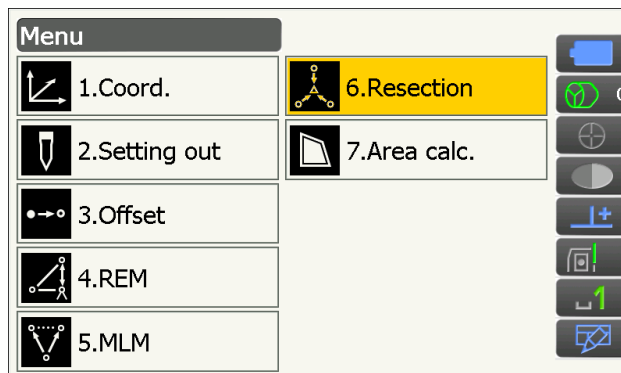 Menu
1.Coord.
2.Setting out
3.Offset
4.REM
5.MLM
6.Resection
7.Area calc.
1